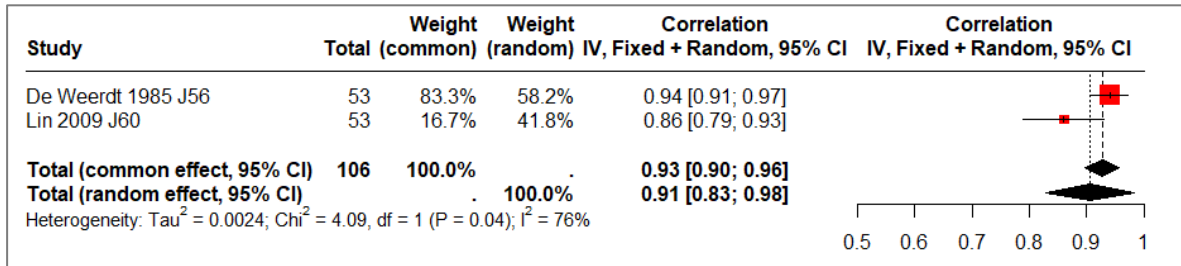 Weight Weight Correlation Correlation
Study Total (common) (random) IV, Fixed + Random, 95% CI IV, Fixed + Random, 95% CI
De Weerdt 1985 J56 53 83.3% 58.2% 0.94 [0.91; 0.97]
Lin 2009 J60 53 16.7% 41.8% 0.86 [0.79; 0.93]
Total (common effect, 95% CI) 106 100.0% . 0.93 [0.90; 0.96]
Total (random effect, 95% CI) . 100.0% 0.91 [0.83; 0.98]
Heterogeneity: Tau² = 0.0024; Chi² = 4.09, df = 1 (P = 0.04); I² = 76%
0.5 0.6 0.7 0.8 0.9 1